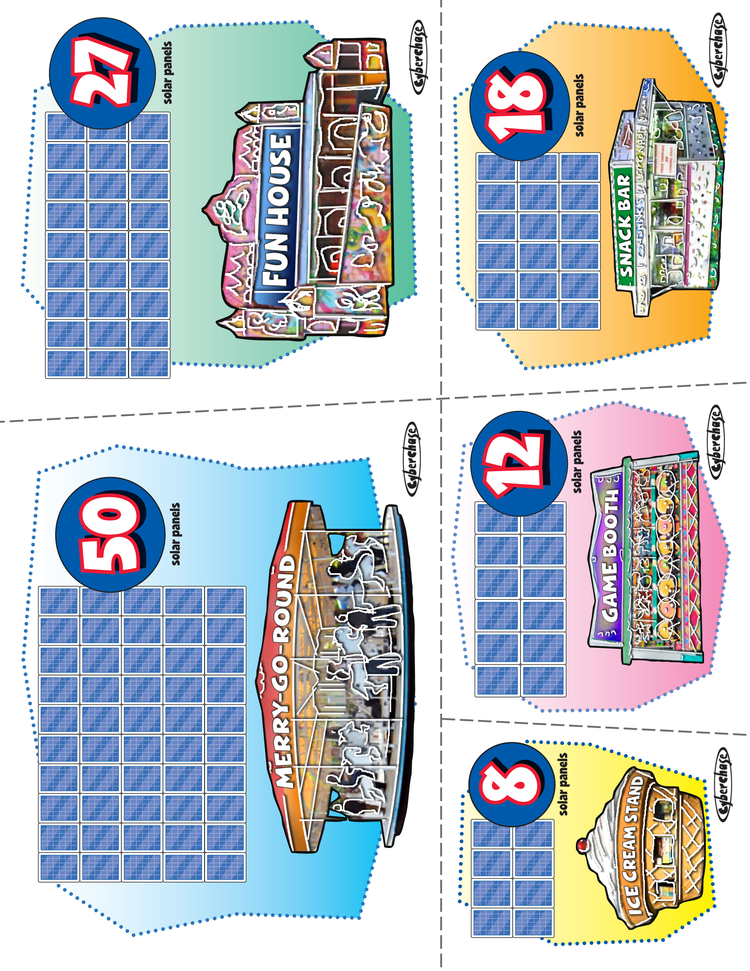 27
solar panels
FUN HOUSE
Cyberchase
18
solar panels
SNACK BAR
Cyberchase
50
solar panels
MERRY-GO-ROUND
Cyberchase
12
solar panels
GAME BOOTH
Cyberchase
8
solar panels
ICE CREAM STAND
Cyberchase